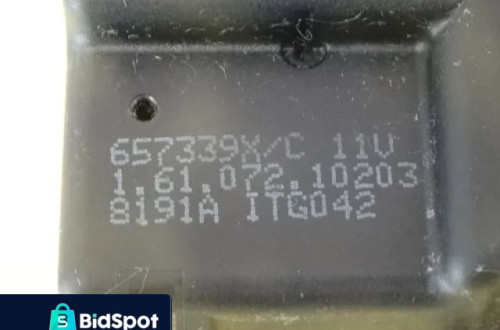 657339X/C 11V
1.61.072.10203
8191A ITG042
S BidSpot